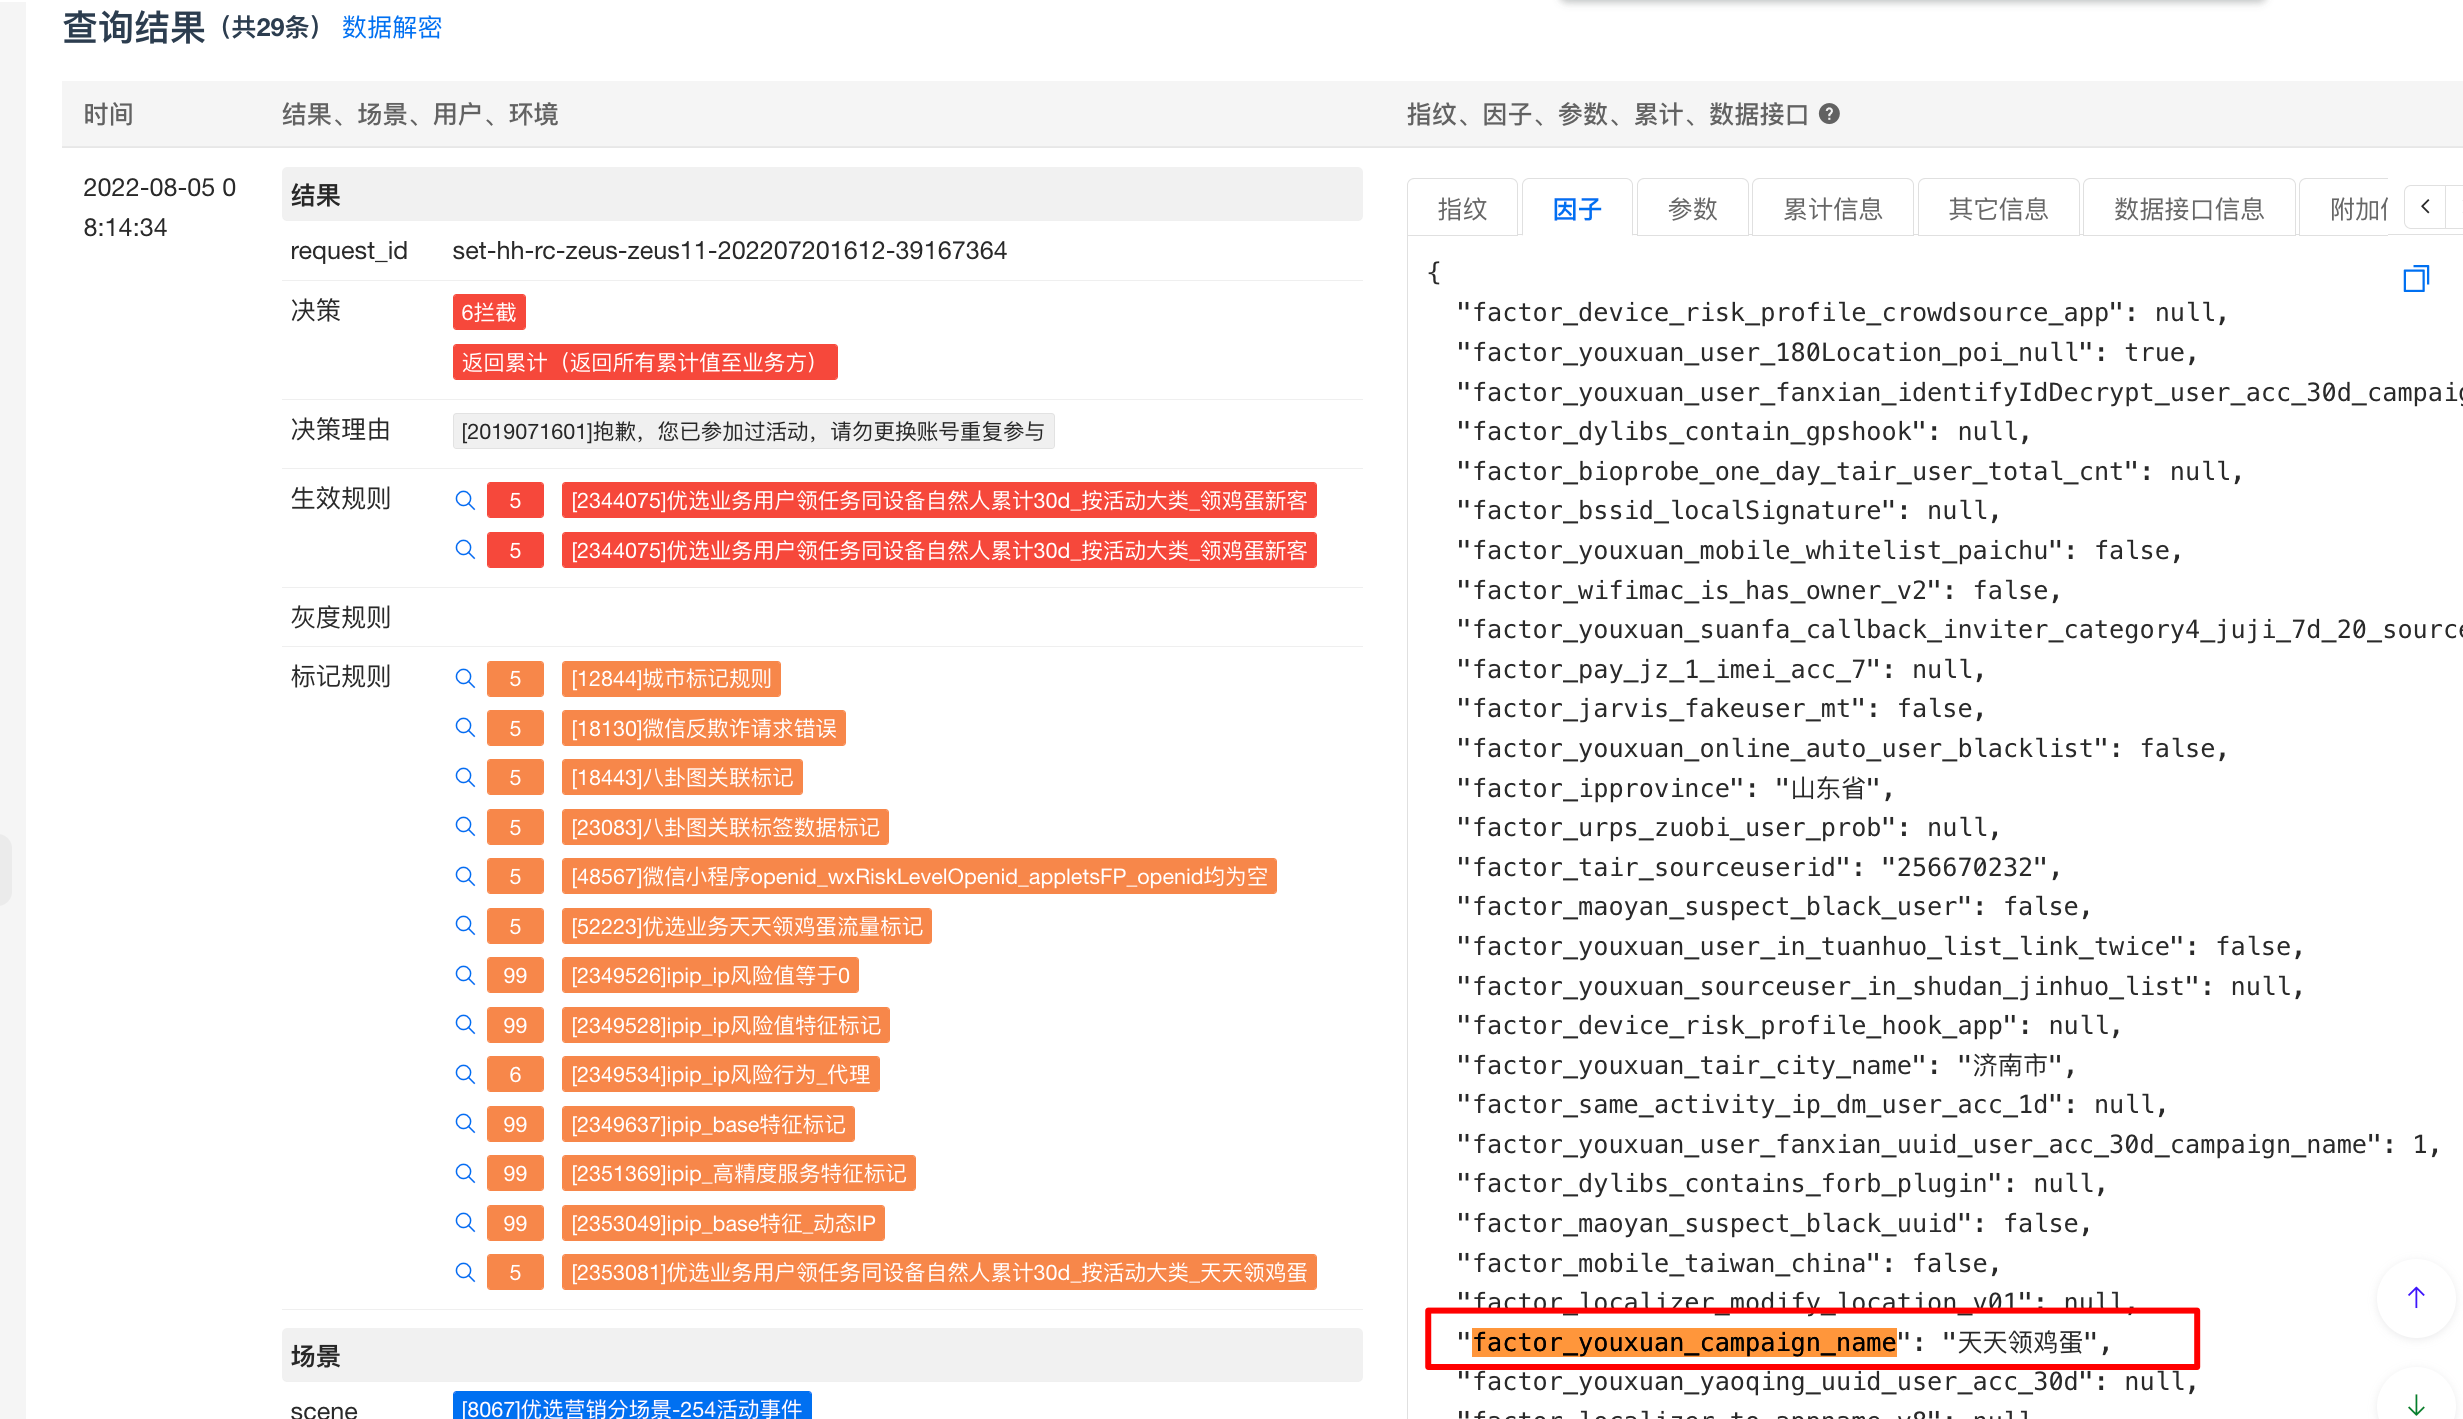 查询结果（共29条） 数据解密
时间 结果、场景、用户、环境 指纹、因子、参数、累计、数据接口
2022-08-05 0
8:14:34
结果
request_id set-hh-rc-zeus-zeus11-202207201612-39167364
决策 6拦截
返回累计（返回所有累计值至业务方）
决策理由 [2019071601]抱歉，您已参加过活动，请勿更换账号重复参与
生效规则 5 [2344075]优选业务用户领任务同设备自然人累计30d_按活动大类_领鸡蛋新客
5 [2344075]优选业务用户领任务同设备自然人累计30d_按活动大类_领鸡蛋新客
灰度规则
标记规则 5 [12844]城市标记规则
5 [18130]微信反欺诈请求错误
5 [18443]八卦图关联标记
5 [23083]八卦图关联标签数据标记
5 [48567]微信小程序openid_wxRiskLevelOpenid_appletsFP_openid均为空
5 [52223]优选业务天天领鸡蛋流量标记
99 [2349526]ipip_ip风险值等于0
99 [2349528]ipip_ip风险值特征标记
6 [2349534]ipip_ip风险行为_代理
99 [2349637]ipip_base特征标记
99 [2351369]ipip_高精度服务特征标记
99 [2353049]ipip_base特征_动态IP
5 [2353081]优选业务用户领任务同设备自然人累计30d_按活动大类_天天领鸡蛋
场景
scene [8067]优选营销分场景-254活动事件
指纹 因子 参数 累计信息 其它信息 数据接口信息 附加
{
"factor_device_risk_profile_crowdsource_app": null,
"factor_youxuan_user_180Location_poi_null": true,
"factor_youxuan_user_fanxian_identifyIdDecrypt_user_acc_30d_campaig
"factor_dylibs_contain_gpshook": null,
"factor_bioprobe_one_day_tair_user_total_cnt": null,
"factor_bssid_localSignature": null,
"factor_youxuan_mobile_whitelist_paichu": false,
"factor_wifimac_is_has_owner_v2": false,
"factor_youxuan_suanfa_callback_inviter_category4_juji_7d_20_source
"factor_pay_jz_1_imei_acc_7": null,
"factor_jarvis_fakeuser_mt": false,
"factor_youxuan_online_auto_user_blacklist": false,
"factor_ipprovince": "山东省",
"factor_urps_zuobi_user_prob": null,
"factor_tair_sourceuserid": "256670232",
"factor_maoyan_suspect_black_user": false,
"factor_youxuan_user_in_tuanhuo_list_link_twice": false,
"factor_youxuan_sourceuser_in_shudan_jinhuo_list": null,
"factor_device_risk_profile_hook_app": null,
"factor_youxuan_tair_city_name": "济南市",
"factor_same_activity_ip_dm_user_acc_1d": null,
"factor_youxuan_user_fanxian_uuid_user_acc_30d_campaign_name": 1,
"factor_dylibs_contains_forb_plugin": null,
"factor_maoyan_suspect_black_uuid": false,
"factor_mobile_taiwan_china": false,
"factor_localizer_modify_location_v01": null,
"factor_youxuan_campaign_name": "天天领鸡蛋",
"factor_youxuan_yaoqing_uuid_user_acc_30d": null,